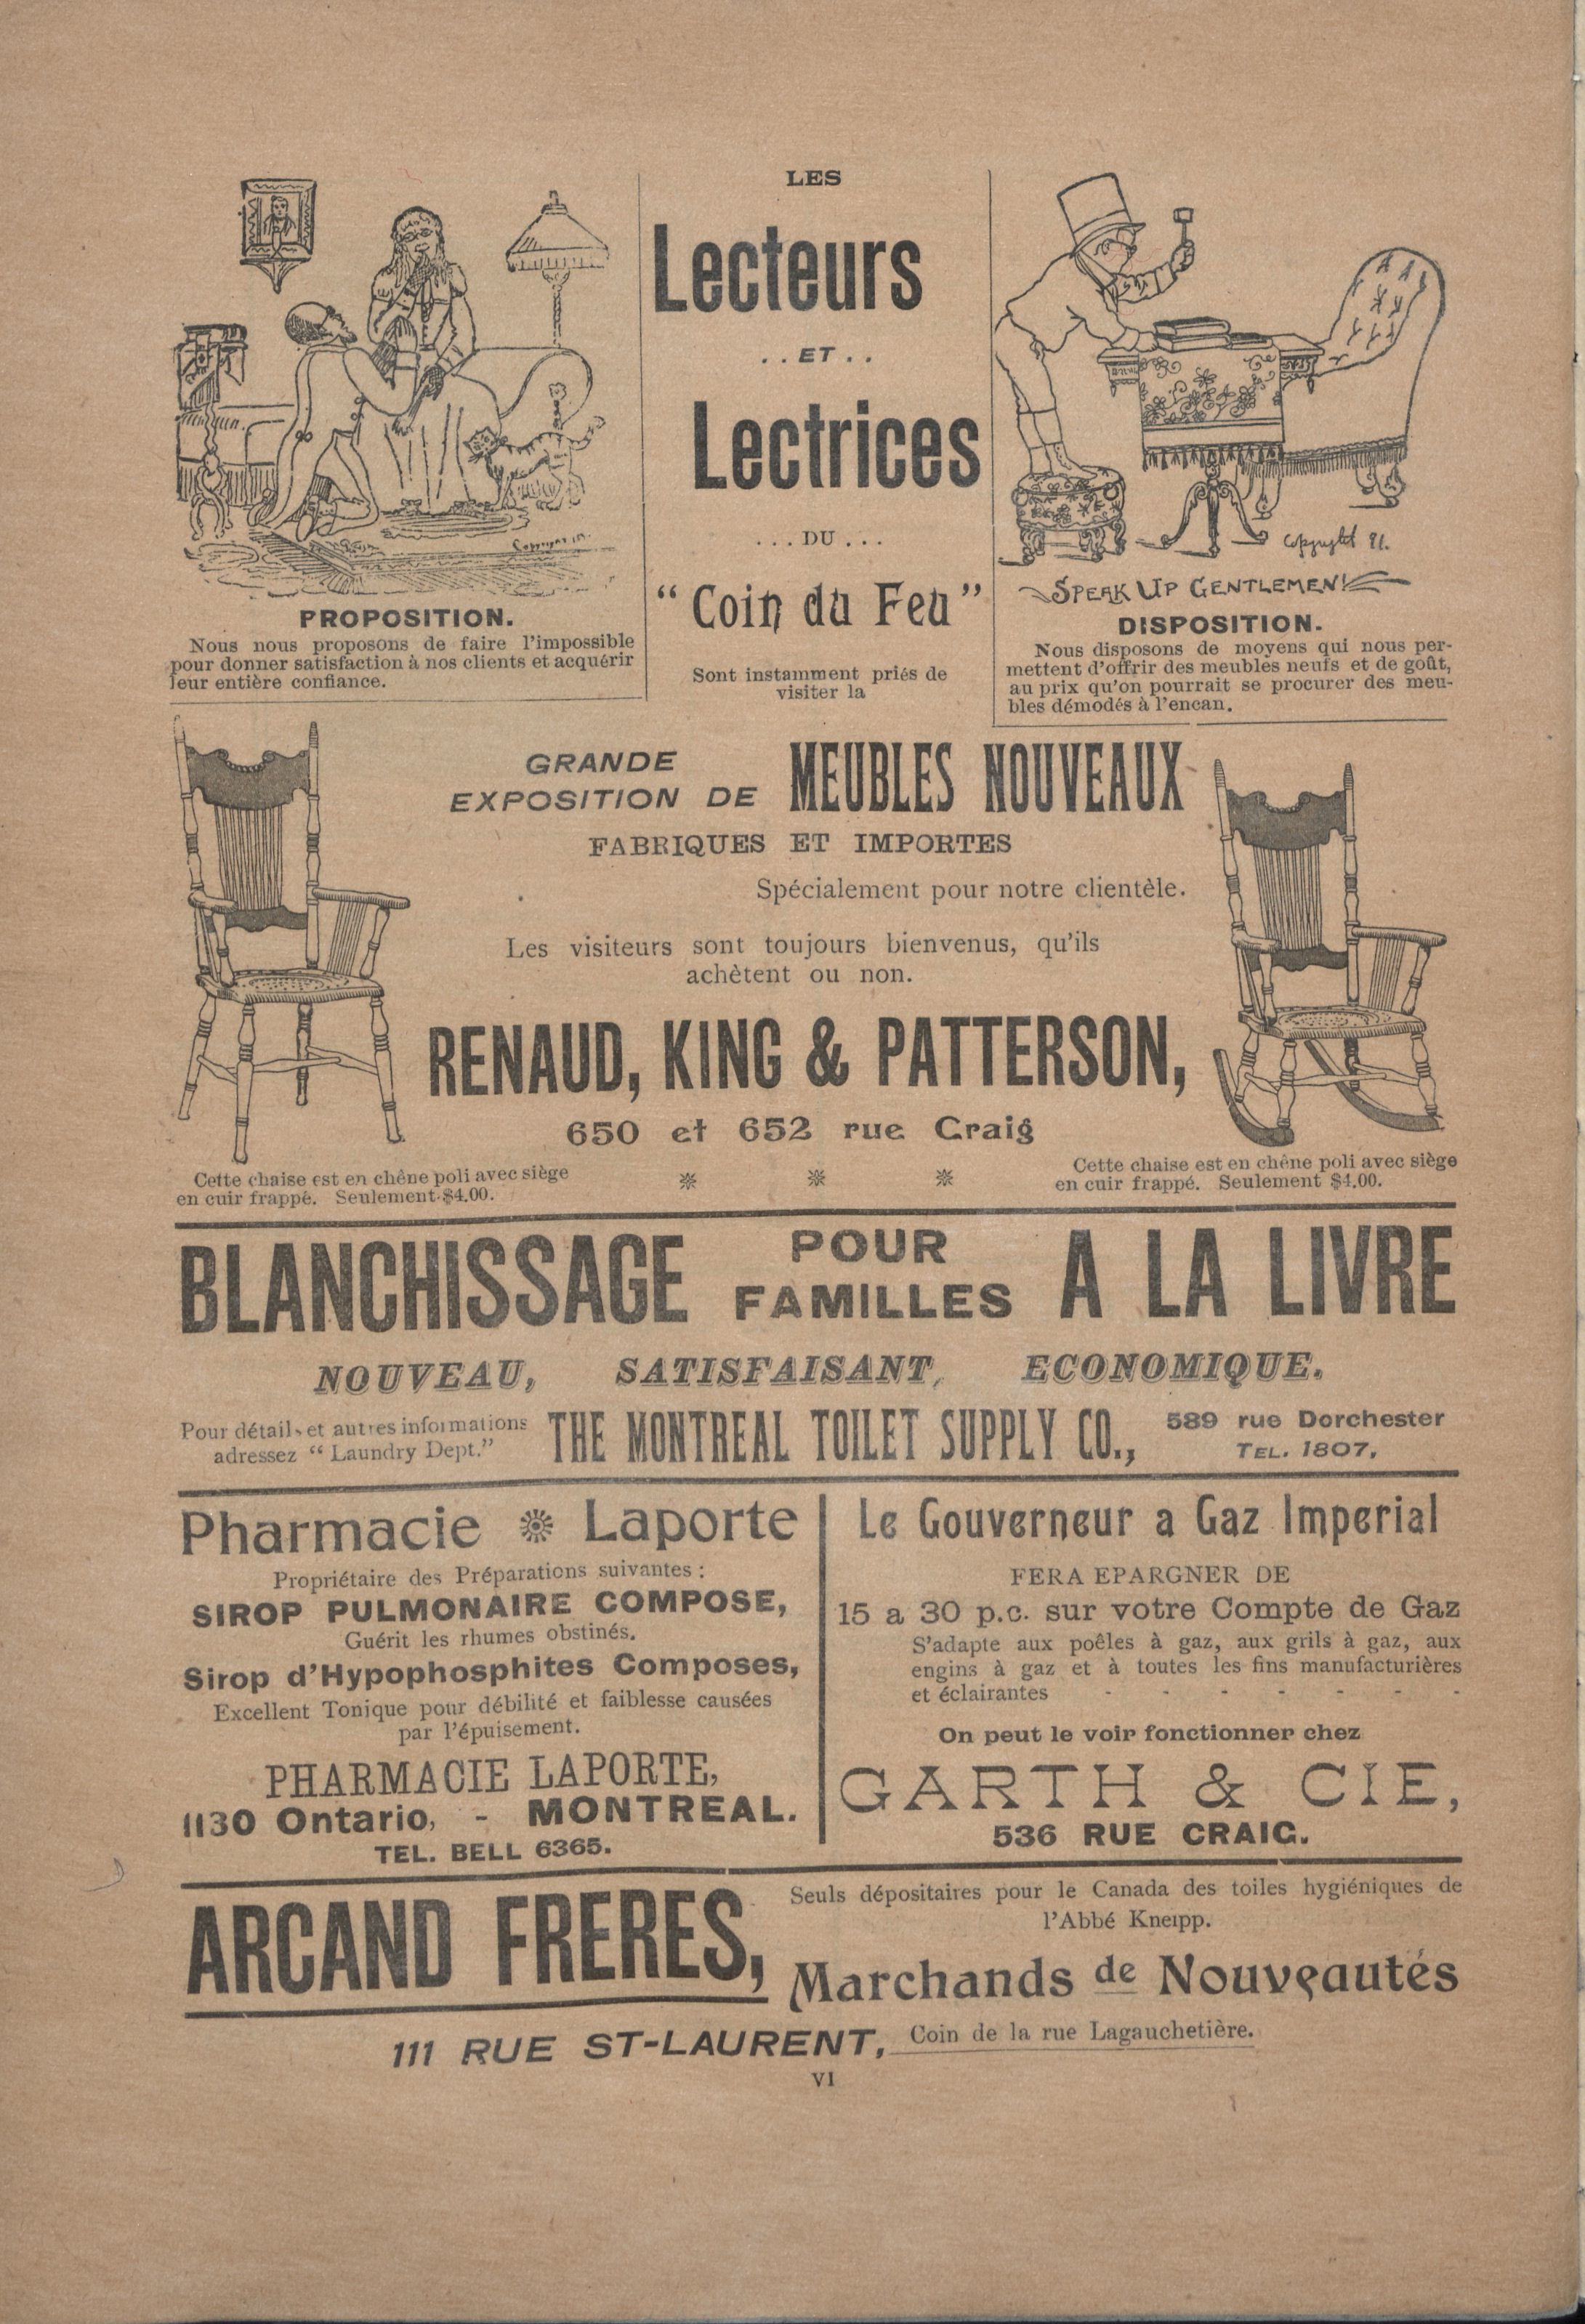 LES
Lecteurs
. . ET . .
Lectrices
. . . DU . . .
“ Coin du Feu ”
Sont instamment priés de
visiter la
PROPOSITION.
Nous nous proposons de faire l'impossible
pour donner satisfaction à nos clients et acquérir
leur entière confiance.
Copyright 91.
SPEAK UP GENTLEMEN!
DISPOSITION.
Nous disposons de moyens qui nous per-
mettent d'offrir des meubles neufs et de goût,
au prix qu'on pourrait se procurer des meu-
bles démodés à l'encan.
GRANDE
EXPOSITION DE MEUBLES NOUVEAUX
FABRIQUES ET IMPORTES
Spécialement pour notre clientèle.
Les visiteurs sont toujours bienvenus, qu'ils
achètent ou non.
RENAUD, KING & PATTERSON,
650 et 652 rue Craig
Cette chaise est en chêne poli avec siège
en cuir frappé. Seulement $4.00.
Cette chaise est en chêne poli avec siège
en cuir frappé. Seulement $4.00.
BLANCHISSAGE POUR FAMILLES A LA LIVRE
NOUVEAU, SATISFAISANT, ECONOMIQUE.
Pour détails et autres informations
adressez “ Laundry Dept.”
THE MONTREAL TOILET SUPPLY CO.,
589 rue Dorchester
TEL. 1807,
Pharmacie Laporte
Propriétaire des Préparations suivantes :
SIROP PULMONAIRE COMPOSE,
Guérit les rhumes obstinés.
Sirop d'Hypophosphites Composes,
Excellent Tonique pour débilité et faiblesse causées
par l'épuisement.
PHARMACIE LAPORTE,
1130 Ontario, - MONTREAL.
TEL. BELL 6365.
Le Gouverneur a Gaz Imperial
FERA EPARGNER DE
15 a 30 p.c. sur votre Compte de Gaz
S'adapte aux poêles à gaz, aux grils à gaz, aux
engins à gaz et à toutes les fins manufacturières
et éclairantes - - - - - - -
On peut le voir fonctionner chez
GARTH & CIE,
536 RUE CRAIG.
ARCAND FRERES,
Seuls dépositaires pour le Canada des toiles hygiéniques de
l'Abbé Kneipp.
Marchands de Nouveautés
111 RUE ST-LAURENT, Coin de la rue Lagauchetière.
VI